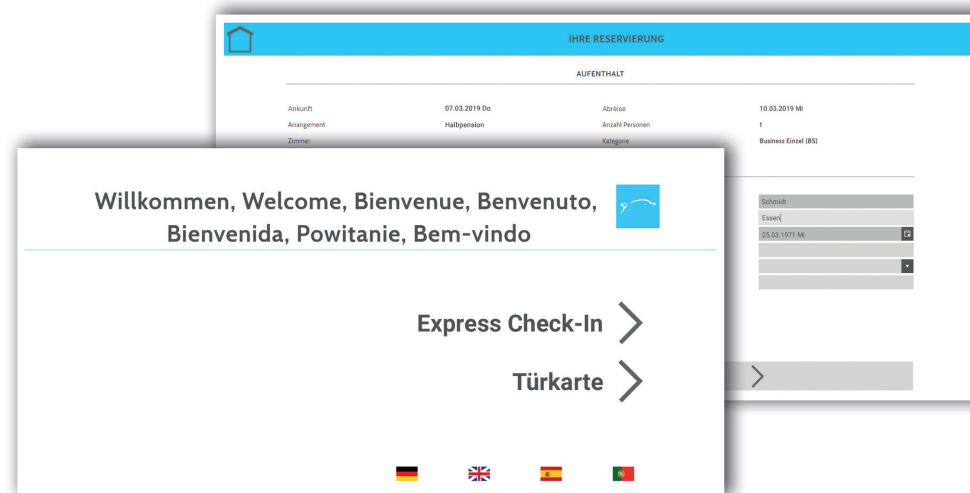 IHRE RESERVIERUNG
AUFENTHALT
Ankunft 07.03.2019 Do Abreise 10.03.2019 Mi
Arrangement Halbpension Anzahl Personen 1
Zimmer Kategorie Business Einzel (BS)
Schmidt
Essen
25.03.1971 Mi
Willkommen, Welcome, Bienvenue, Benvenuto,
Bienvenida, Powitanie, Bem-vindo
Express Check-In
Türkarte